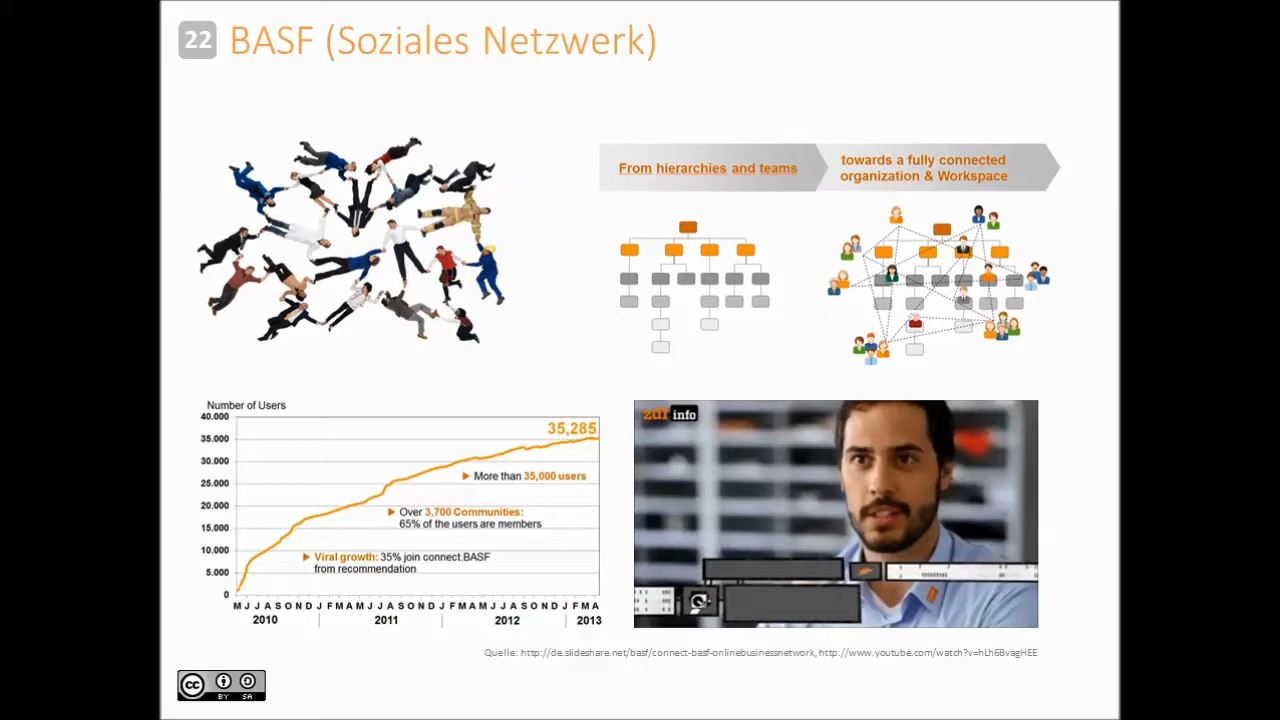 22 BASF (Soziales Netzwerk)
From hierarchies and teams
towards a fully connected
organization & Workspace
Number of Users
40.000
35.000
30.000
25.000
20.000
15.000
10.000
5.000
0
35,285
► More than 35,000 users
► Over 3,700 Communities:
65% of the users are members
► Viral growth: 35% join connect.BASF
from recommendation
M J J A S O N D J F M A M J J A S O N D J F M A M J J A S O N D J F M A
2010 2011 2012 2013
zdf info
Quelle: http://de.slideshare.net/basf/connect-basf-onlinebusinessnetwork, http://www.youtube.com/watch?v=hLh6BvagHEE
cc BY SA